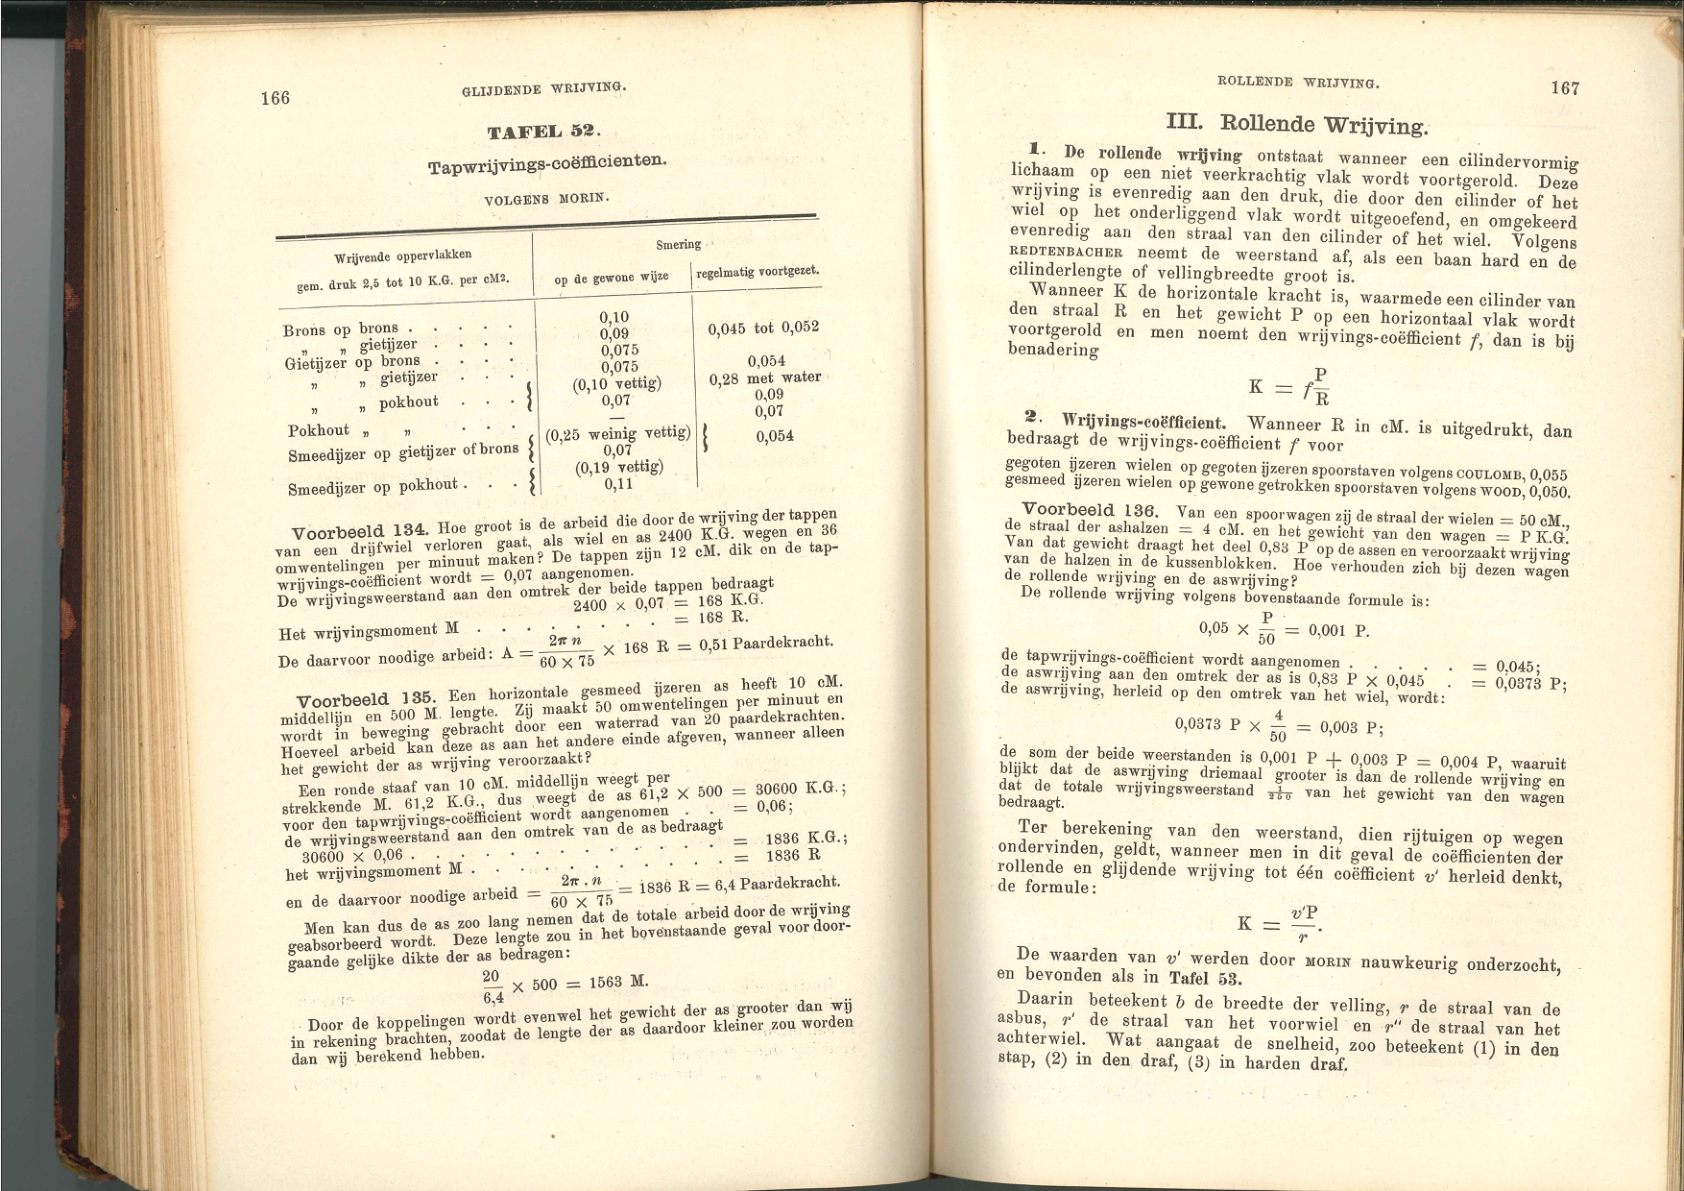 166
GLIJDENDE WRIJVING.
TAFEL 52.
Tapwrijvings-coëfficienten.
VOLGENS MORIN.
Wrijvende oppervlakken
gem. druk 2,5 tot 10 K.G. per cM2.
Smering
op de gewone wijze
regelmatig voortgezet.
Brons op brons . . . . . 0,10
„ „ gietijzer . . . . 0,09 0,045 tot 0,052
Gietijzer op brons . . . . 0,075
„ „ gietijzer . . . 0,075 0,054
(0,10 vettig) 0,28 met water
„ „ pokhout . . . { 0,07 0,09
Pokhout „ „ . . . — 0,07
Smeedijzer op gietijzer of brons { (0,25 weinig vettig) } 0,054
0,07
(0,19 vettig)
Smeedijzer op pokhout . . . { 0,11
Voorbeeld 134. Hoe groot is de arbeid die door de wrijving der tappen
van een drijfwiel verloren gaat, als wiel en as 2400 K.G. wegen en 36
omwentelingen per minuut maken? De tappen zijn 12 cM. dik en de tap-
wrijvings-coëfficient wordt = 0,07 aangenomen.
De wrijvingsweerstand aan den omtrek der beide tappen bedraagt
2400 × 0,07 = 168 K.G.
Het wrijvingsmoment M . . . . . . . = 168 R.
De daarvoor noodige arbeid: A = 2π n / 60 × 75 × 168 R = 0,51 Paardekracht.
Voorbeeld 135. Een horizontale gesmeed ijzeren as heeft 10 cM.
middellijn en 500 M. lengte. Zij maakt 50 omwentelingen per minuut en
wordt in beweging gebracht door een waterrad van 20 paardekrachten.
Hoeveel arbeid kan deze as aan het andere einde afgeven, wanneer alleen
het gewicht der as wrijving veroorzaakt?
Een ronde staaf van 10 cM. middellijn weegt per
strekkende M. 61,2 K.G., dus weegt de as 61,2 × 500 = 30600 K.G.;
voor den tapwrijvings-coëfficient wordt aangenomen . . = 0,06;
de wrijvingsweerstand aan den omtrek van de as bedraagt
30600 × 0,06 . . . . . . . . . . . . = 1836 K.G.;
het wrijvingsmoment M . . . . . . . . . . = 1836 R
en de daarvoor noodige arbeid = 2π . n / 60 × 75 = 1836 R = 6,4 Paardekracht.
Men kan dus de as zoo lang nemen dat de totale arbeid door de wrijving
geabsorbeerd wordt. Deze lengte zou in het bovenstaande geval voor door-
gaande gelijke dikte der as bedragen:
20 / 6,4 × 500 = 1563 M.
Door de koppelingen wordt evenwel het gewicht der as grooter dan wij
in rekening brachten, zoodat de lengte der as daardoor kleiner zou worden
dan wij berekend hebben.
ROLLENDE WRIJVING.
167
III. Rollende Wrijving.
1. De rollende wrijving ontstaat wanneer een cilindervormig
lichaam op een niet veerkrachtig vlak wordt voortgerold. Deze
wrijving is evenredig aan den druk, die door den cilinder of het
wiel op het onderliggend vlak wordt uitgeoefend, en omgekeerd
evenredig aan den straal van den cilinder of het wiel. Volgens
REDTENBACHER neemt de weerstand af, als een baan hard en de
cilinderlengte of vellingbreedte groot is.
Wanneer K de horizontale kracht is, waarmede een cilinder van
den straal R en het gewicht P op een horizontaal vlak wordt
voortgerold en men noemt den wrijvings-coëfficient f, dan is bij
benadering
K = f P / R
2. Wrijvings-coëfficient. Wanneer R in cM. is uitgedrukt, dan
bedraagt de wrijvings-coëfficient f voor
gegoten ijzeren wielen op gegoten ijzeren spoorstaven volgens COULOMB, 0,055
gesmeed ijzeren wielen op gewone getrokken spoorstaven volgens WOOD, 0,050.
Voorbeeld 136. Van een spoorwagen zij de straal der wielen = 50 cM.,
de straal der ashalzen = 4 cM. en het gewicht van den wagen = P K.G.
Van dat gewicht draagt het deel 0,83 P op de assen en veroorzaakt wrijving
van de halzen in de kussenblokken. Hoe verhouden zich bij dezen wagen
de rollende wrijving en de aswrijving?
De rollende wrijving volgens bovenstaande formule is:
0,05 × P / 50 = 0,001 P.
de tapwrijvings-coëfficient wordt aangenomen . . . . . = 0,045;
de aswrijving aan den omtrek der as is 0,83 P × 0,045 . = 0,0373 P;
de aswrijving, herleid op den omtrek van het wiel, wordt:
0,0373 P × 4 / 50 = 0,003 P;
de som der beide weerstanden is 0,001 P + 0,003 P = 0,004 P, waaruit
blijkt dat de aswrijving driemaal grooter is dan de rollende wrijving en
dat de totale wrijvingsweerstand 1/250 van het gewicht van den wagen
bedraagt.
Ter berekening van den weerstand, dien rijtuigen op wegen
ondervinden, geldt, wanneer men in dit geval de coëfficienten der
rollende en glijdende wrijving tot één coëfficient v' herleid denkt,
de formule:
K = v'P / r.
De waarden van v' werden door MORIN nauwkeurig onderzocht,
en bevonden als in Tafel 53.
Daarin beteekent b de breedte der velling, r de straal van de
asbus, r' de straal van het voorwiel en r'' de straal van het
achterwiel. Wat aangaat de snelheid, zoo beteekent (1) in den
stap, (2) in den draf, (3) in harden draf.